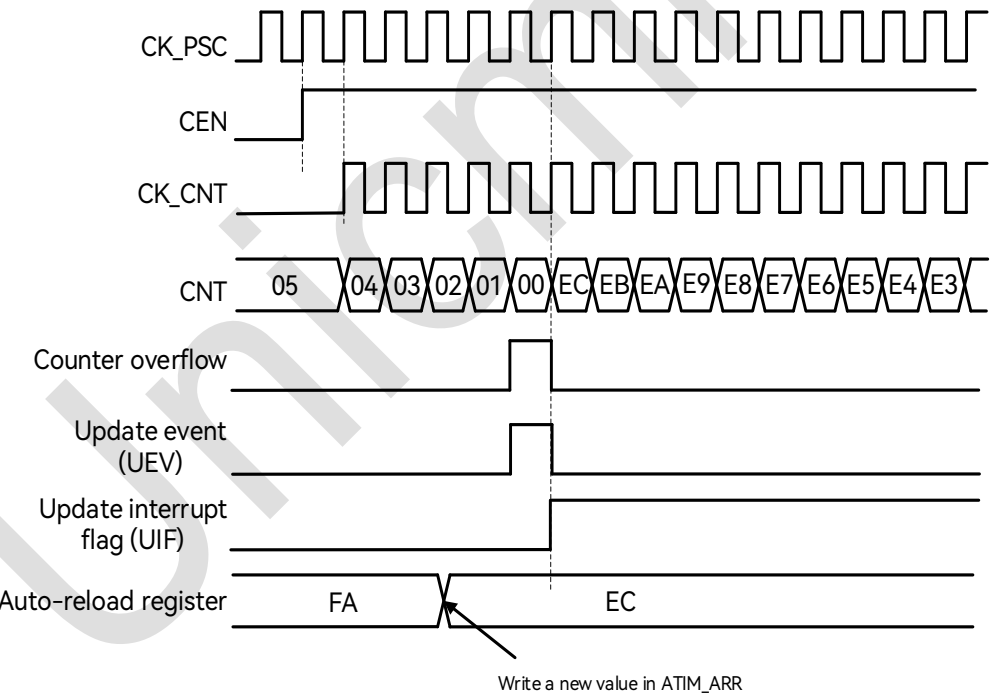 CK_PSC
CEN
CK_CNT
CNT 05 04 03 02 01 00 EC EB EA E9 E8 E7 E6 E5 E4 E3
Counter overflow
Update event
(UEV)
Update interrupt
flag (UIF)
Auto-reload register FA EC
Write a new value in ATIM_ARR